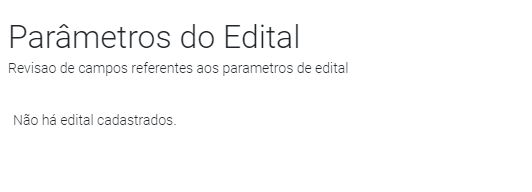 Parâmetros do Edital
Revisao de campos referentes aos parametros de edital
Não há edital cadastrados.